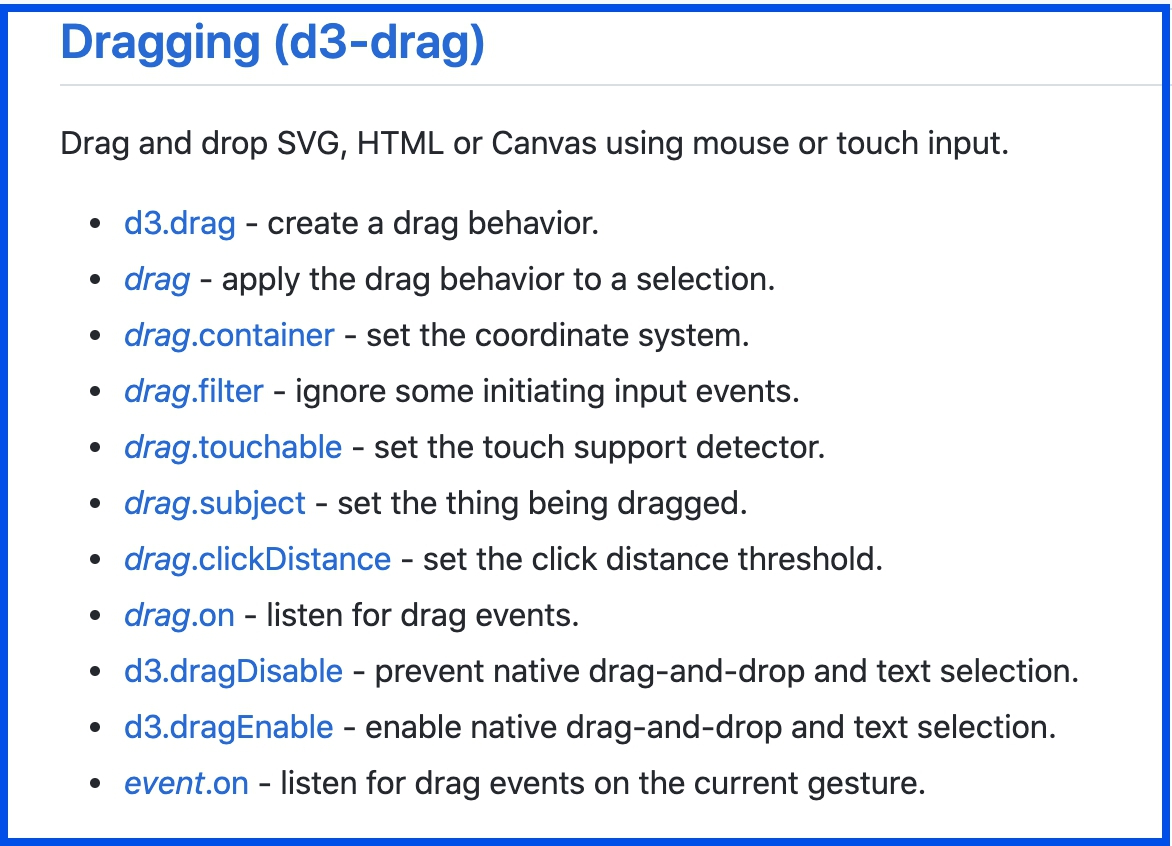 Dragging (d3-drag)
Drag and drop SVG, HTML or Canvas using mouse or touch input.
• d3.drag - create a drag behavior.
• drag - apply the drag behavior to a selection.
• drag.container - set the coordinate system.
• drag.filter - ignore some initiating input events.
• drag.touchable - set the touch support detector.
• drag.subject - set the thing being dragged.
• drag.clickDistance - set the click distance threshold.
• drag.on - listen for drag events.
• d3.dragDisable - prevent native drag-and-drop and text selection.
• d3.dragEnable - enable native drag-and-drop and text selection.
• event.on - listen for drag events on the current gesture.